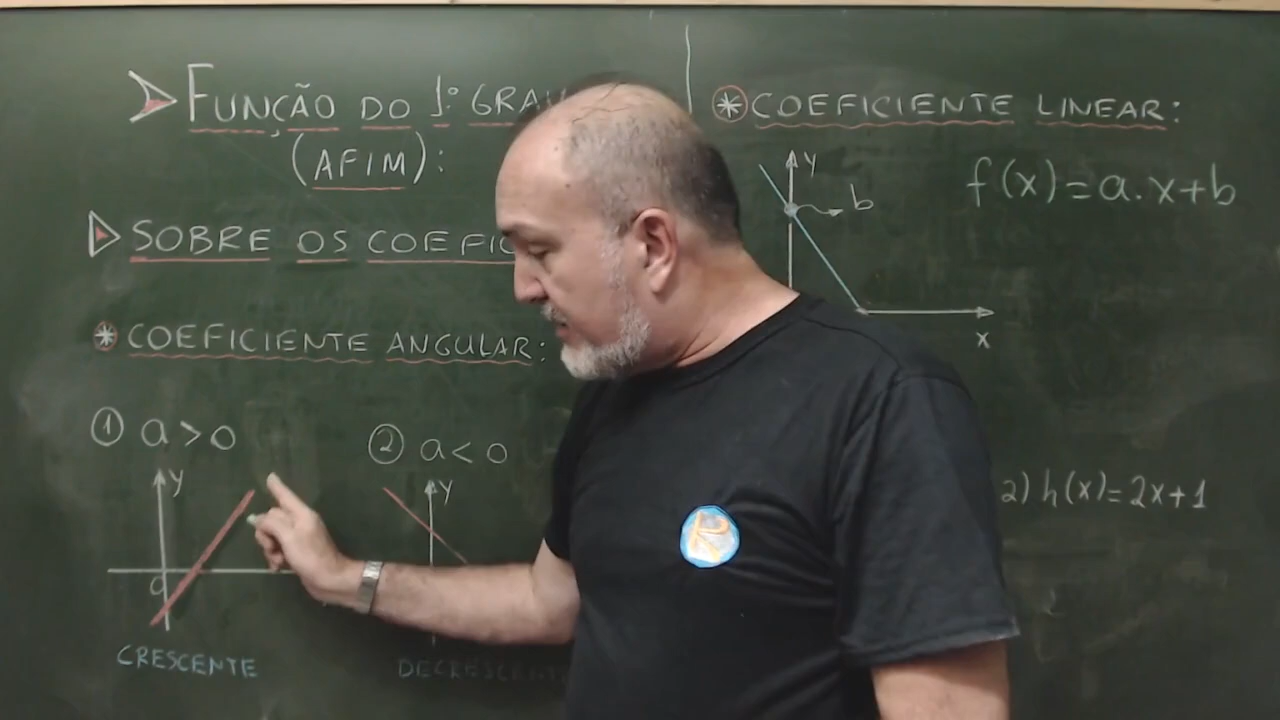 FUNÇÃO DO 1º GRAU
(AFIM):
SOBRE OS COEFIC
* COEFICIENTE ANGULAR:
① a > 0
y
0
CRESCENTE
② a < 0
y
DECRESCENTE
* COEFICIENTE LINEAR:
f(x) = a.x+b
y
b
x
2) h(x) = 2x+1
R